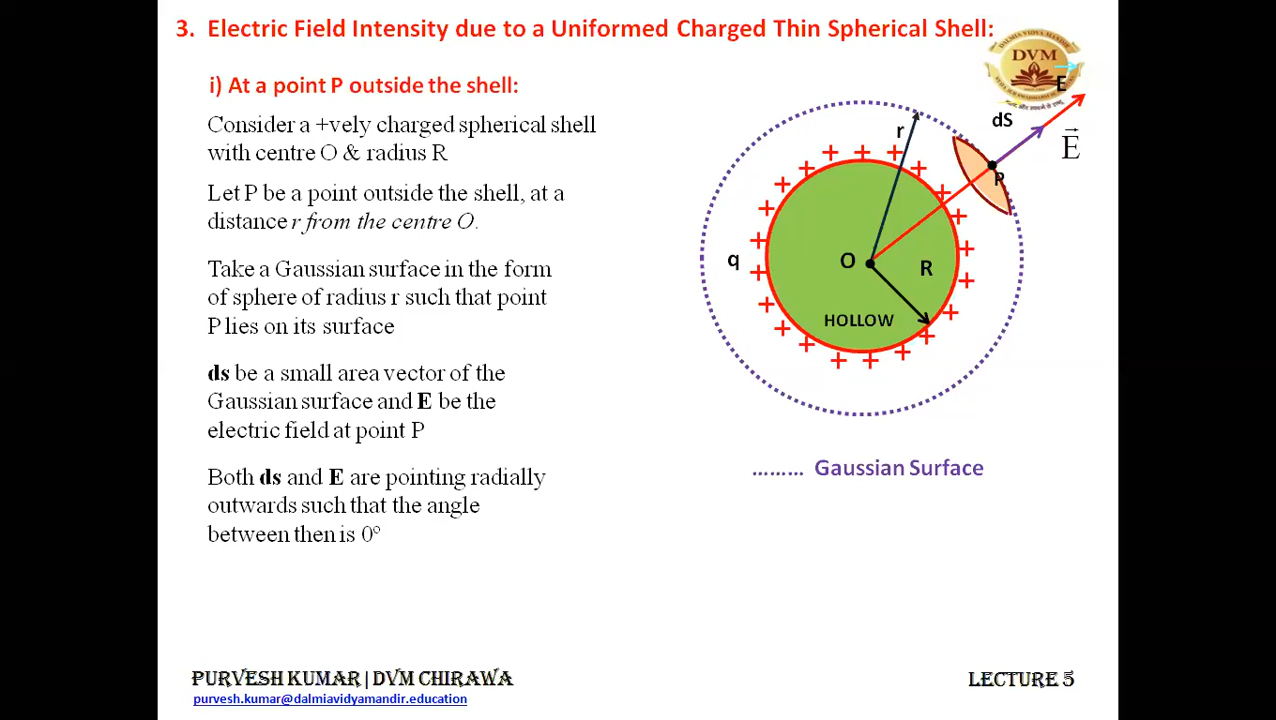 3. Electric Field Intensity due to a Uniformed Charged Thin Spherical Shell:
i) At a point P outside the shell:
Consider a +vely charged spherical shell
with centre O & radius R
Let P be a point outside the shell, at a
distance r from the centre O.
Take a Gaussian surface in the form
of sphere of radius r such that point
P lies on its surface
ds be a small area vector of the
Gaussian surface and E be the
electric field at point P
Both ds and E are pointing radially
outwards such that the angle
between then is 0°
DVM
E
dS
r
E
P
q
O
R
HOLLOW
……… Gaussian Surface
PURVESH KUMAR | DVM CHIRAWA
purvesh.kumar@dalmiavidyamandir.education
LECTURE 5